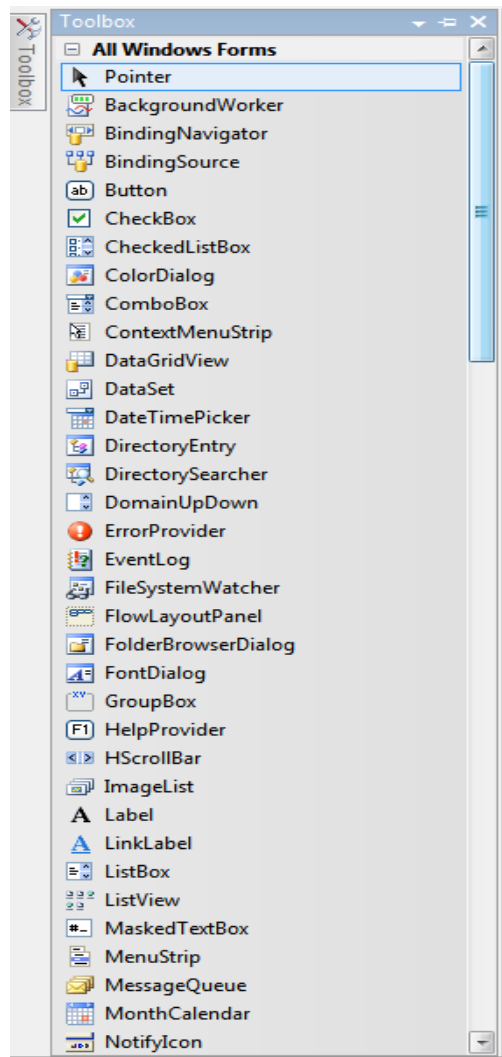 Toolbox
Toolbox
All Windows Forms
Pointer
BackgroundWorker
BindingNavigator
BindingSource
ab Button
CheckBox
CheckedListBox
ColorDialog
ComboBox
ContextMenuStrip
DataGridView
DataSet
DateTimePicker
DirectoryEntry
DirectorySearcher
DomainUpDown
ErrorProvider
EventLog
FileSystemWatcher
FlowLayoutPanel
FolderBrowserDialog
FontDialog
GroupBox
F1 HelpProvider
HScrollBar
ImageList
A Label
A LinkLabel
ListBox
ListView
#_ MaskedTextBox
MenuStrip
MessageQueue
MonthCalendar
NotifyIcon